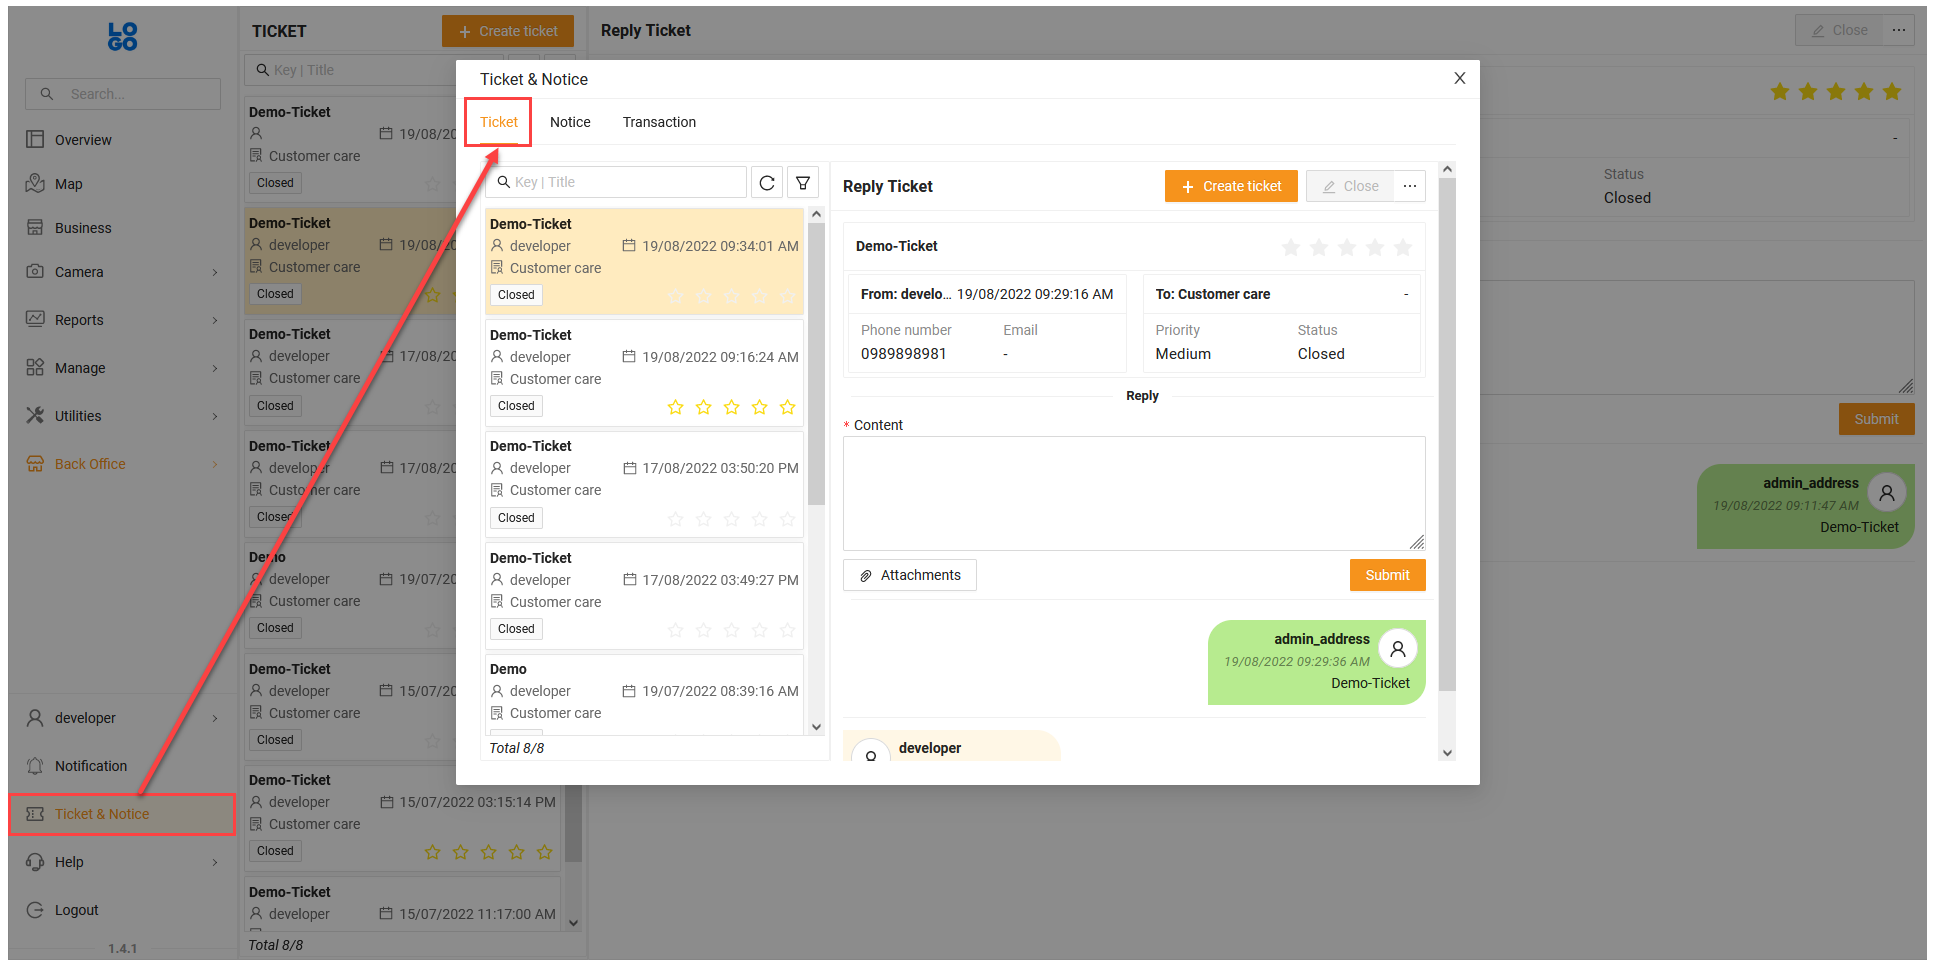 LO
GO
Search...
Overview
Map
Business
Camera
Reports
Manage
Utilities
Back Office
developer
Notification
Ticket & Notice
Help
Logout
1.4.1
TICKET
Create ticket
Key | Title
Demo-Ticket
19/08/20
Customer care
Closed
Demo-Ticket
developer
19/08/20
Customer care
Closed
Demo-Ticket
developer
17/08/20
Customer care
Closed
Demo-Ticket
developer
17/08/20
Customer care
Closed
Demo
developer
19/07/20
Customer care
Closed
Demo-Ticket
developer
15/07/20
Customer care
Closed
Demo-Ticket
developer
15/07/2022 03:15:14 PM
Customer care
Closed
Demo-Ticket
developer
15/07/2022 11:17:00 AM
Total 8/8
Reply Ticket
Close
-
Status
Closed
Submit
admin_address
19/08/2022 09:11:47 AM
Demo-Ticket
Ticket & Notice
Ticket Notice Transaction
Key | Title
Demo-Ticket
developer 19/08/2022 09:34:01 AM
Customer care
Closed
Demo-Ticket
developer 19/08/2022 09:16:24 AM
Customer care
Closed
Demo-Ticket
developer 17/08/2022 03:50:20 PM
Customer care
Closed
Demo-Ticket
developer 17/08/2022 03:49:27 PM
Customer care
Closed
Demo
developer 19/07/2022 08:39:16 AM
Customer care
Total 8/8
Reply Ticket
Create ticket
Close
Demo-Ticket
From: develo... 19/08/2022 09:29:16 AM
Phone number Email
0989898981 -
To: Customer care -
Priority Status
Medium Closed
Reply
* Content
Attachments
Submit
admin_address
19/08/2022 09:29:36 AM
Demo-Ticket
developer